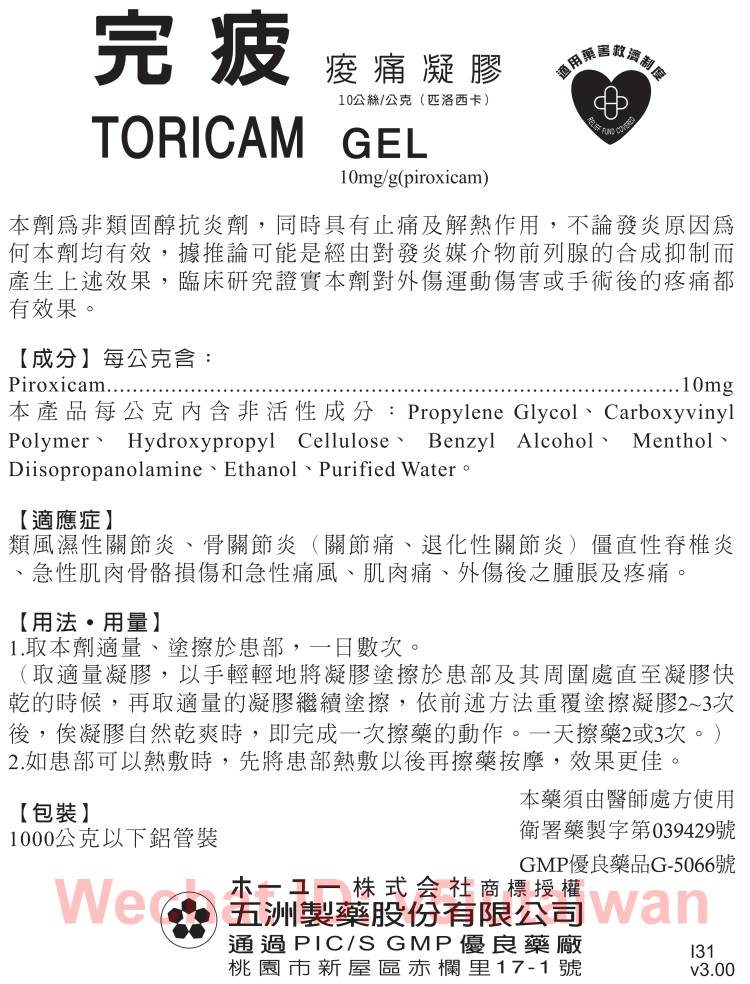 完疲 痠痛凝膠
10公絲/公克（匹洛西卡）
適用藥害救濟制度
RELIEF FUND COVERED
TORICAM GEL
10mg/g(piroxicam)
本劑爲非類固醇抗炎劑，同時具有止痛及解熱作用，不論發炎原因爲
何本劑均有效，據推論可能是經由對發炎媒介物前列腺的合成抑制而
產生上述效果，臨床研究證實本劑對外傷運動傷害或手術後的疼痛都
有效果。
【成分】每公克含：
Piroxicam........................................................................................10mg
本產品每公克內含非活性成分：Propylene Glycol、Carboxyvinyl
Polymer、 Hydroxypropyl Cellulose、 Benzyl Alcohol、 Menthol、
Diisopropanolamine、Ethanol、Purified Water。
【適應症】
類風濕性關節炎、骨關節炎（關節痛、退化性關節炎）僵直性脊椎炎
、急性肌內骨骼損傷和急性痛風、肌肉痛、外傷後之腫脹及疼痛。
【用法•用量】
1.取本劑適量、塗擦於患部，一日數次。
（取適量凝膠，以手輕輕地將凝膠塗擦於患部及其周圍處直至凝膠快
乾的時候，再取適量的凝膠繼續塗擦，依前述方法重覆塗擦凝膠2~3次
後，俟凝膠自然乾爽時，即完成一次擦藥的動作。一天擦藥2或3次。）
2.如患部可以熱敷時，先將患部熱敷以後再擦藥按摩，效果更佳。
【包裝】
1000公克以下鋁管裝
本藥須由醫師處方使用
衛署藥製字第039429號
GMP優良藥品G-5066號
ホーユー株式会社商標授權
五洲製藥股份有限公司
通過PIC/S GMP優良藥廠
桃園市新屋區赤欄里17-1號
Wechat ID: v5jutaiwan
I31
v3.00